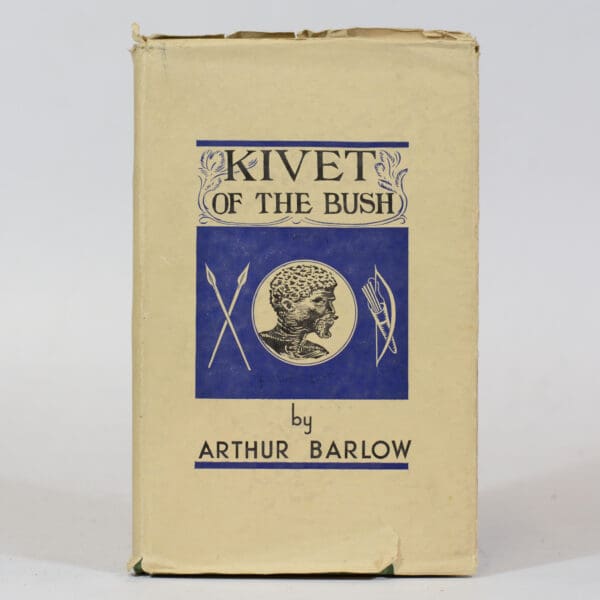 KIVET
OF THE BUSH
by
ARTHUR BARLOW